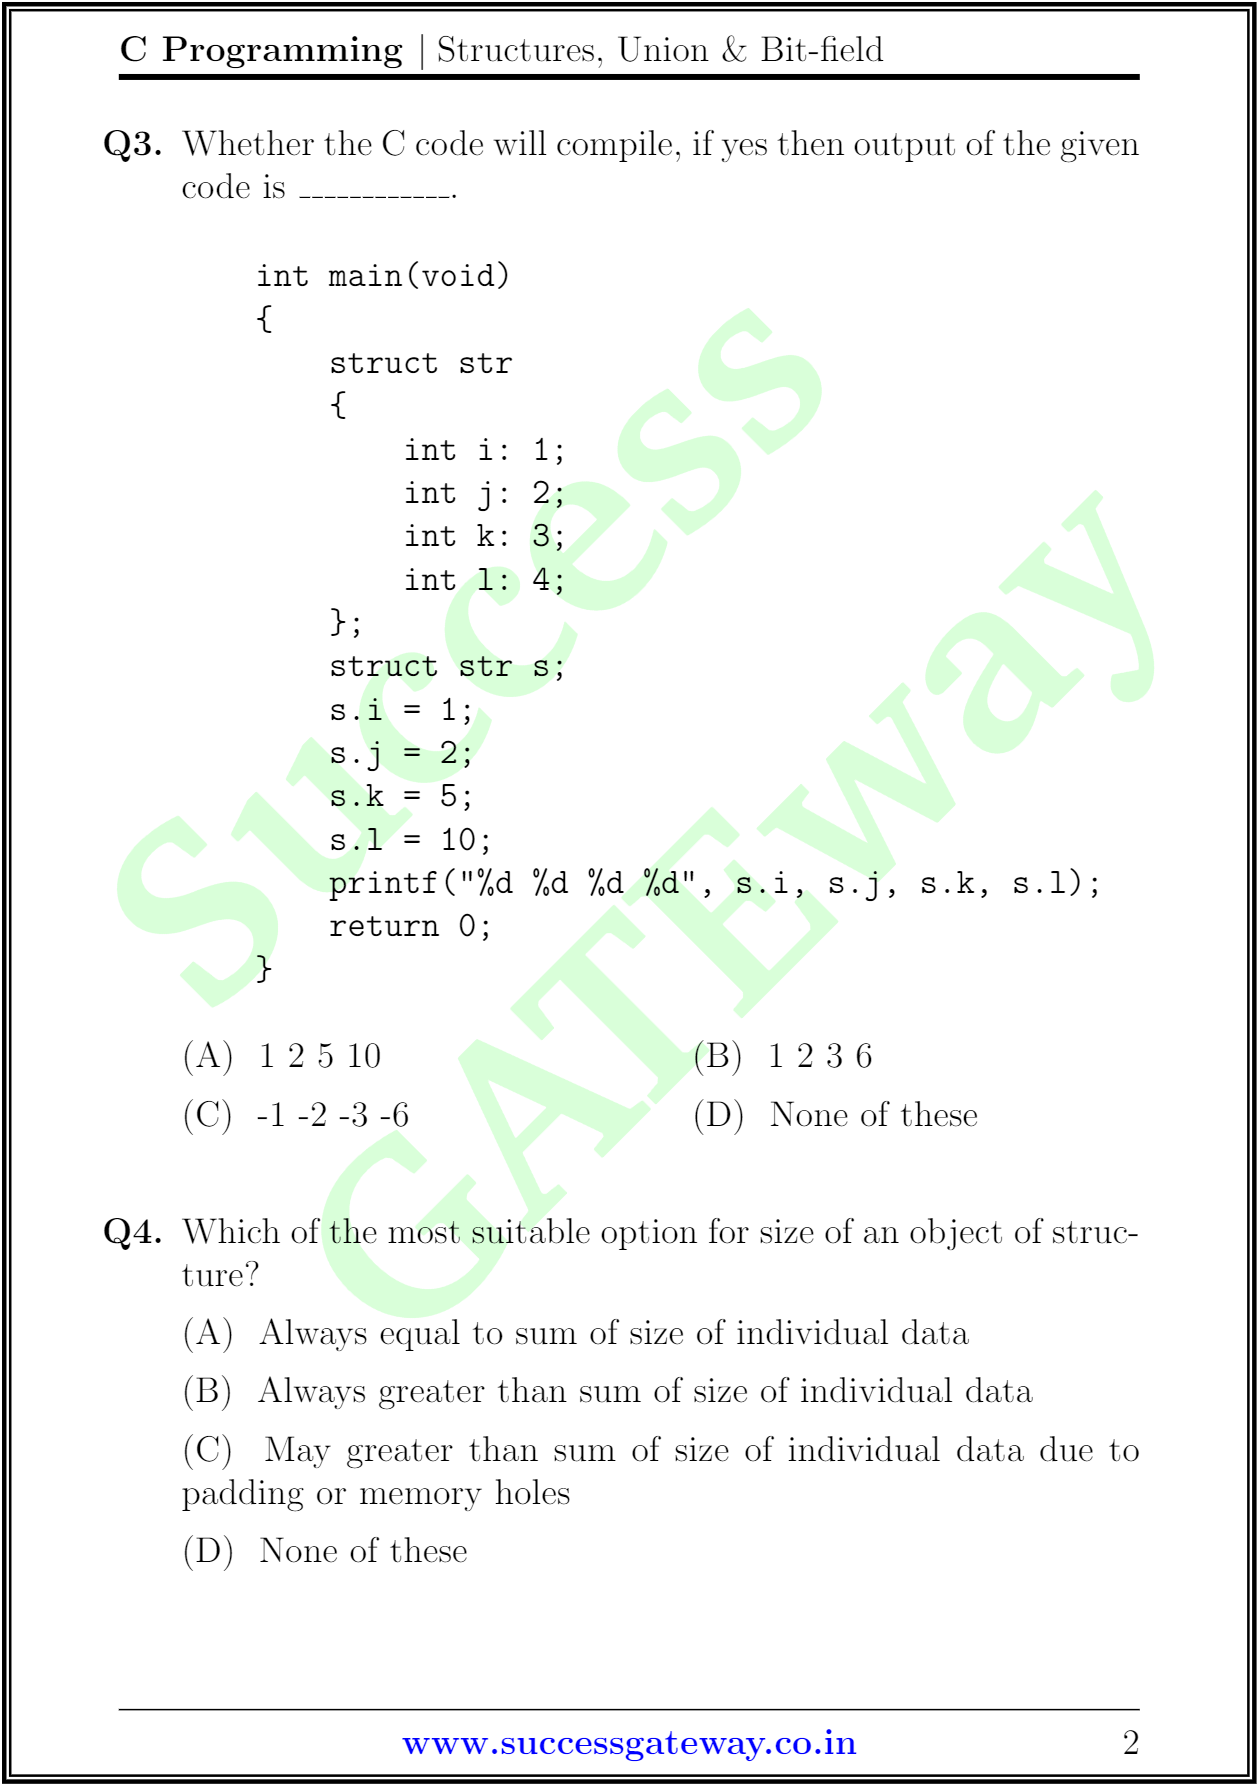 C Programming | Structures, Union & Bit-field
Q3. Whether the C code will compile, if yes then output of the given
code is ____________.
int main(void)
{
    struct str
    {
        int i: 1;
        int j: 2;
        int k: 3;
        int l: 4;
    };
    struct str s;
    s.i = 1;
    s.j = 2;
    s.k = 5;
    s.l = 10;
    printf("%d %d %d %d", s.i, s.j, s.k, s.l);
    return 0;
}
(A) 1 2 5 10 (B) 1 2 3 6
(C) -1 -2 -3 -6 (D) None of these
Q4. Which of the most suitable option for size of an object of struc-
ture?
(A) Always equal to sum of size of individual data
(B) Always greater than sum of size of individual data
(C) May greater than sum of size of individual data due to
padding or memory holes
(D) None of these
Success
GATEway
www.successgateway.co.in 2